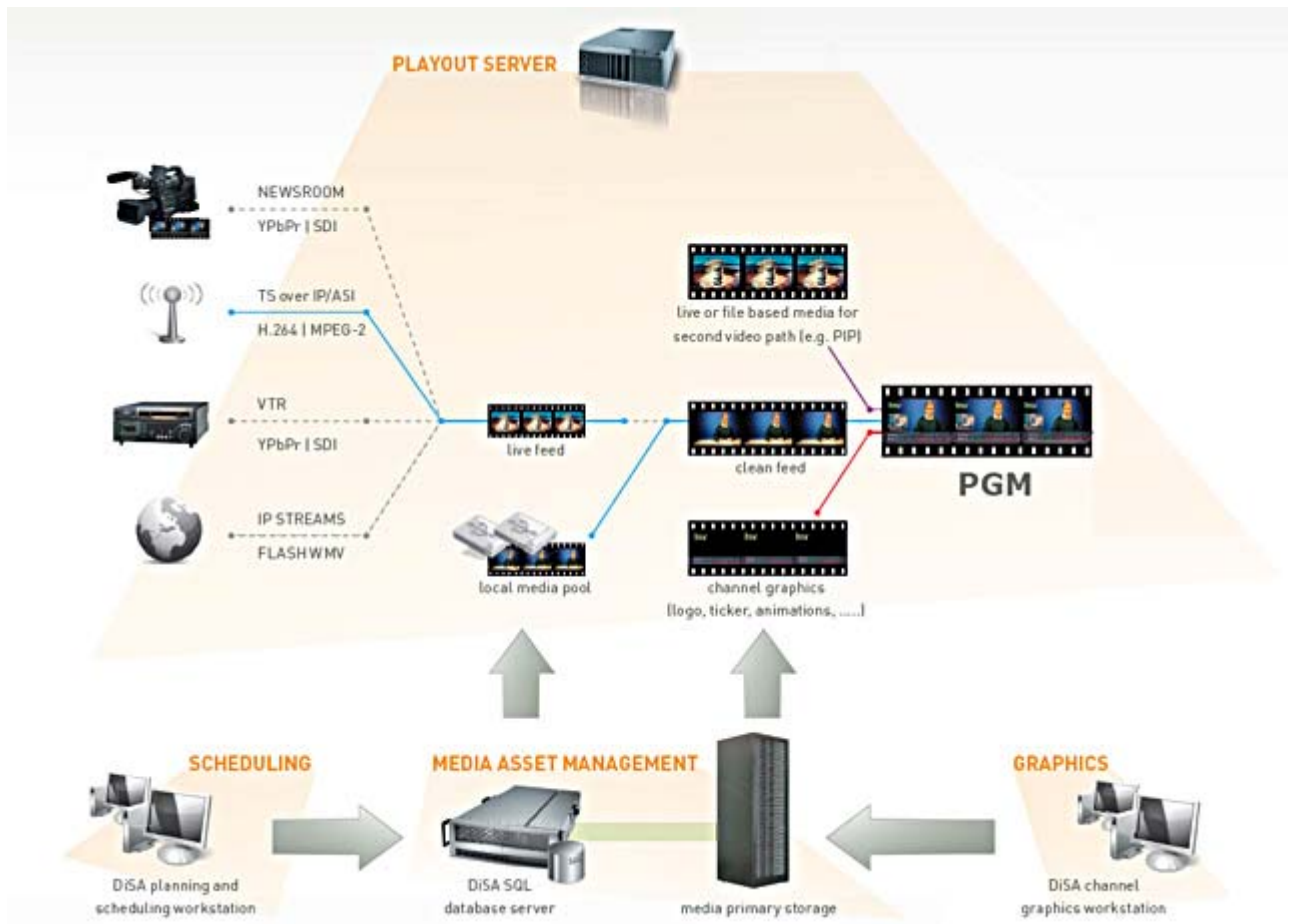 PLAYOUT SERVER
NEWSROOM
YPbPr | SDI
TS over IP/ASI
H.264 | MPEG-2
VTR
YPbPr | SDI
IP STREAMS
FLASH WMV
live feed
local media pool
live or file based media for
second video path (e.g. PIP)
clean feed
PGM
channel graphics
(logo, ticker, animations, .....)
SCHEDULING
MEDIA ASSET MANAGEMENT
GRAPHICS
DiSA planning and
scheduling workstation
DiSA SQL
database server
media primary storage
DiSA channel
graphics workstation